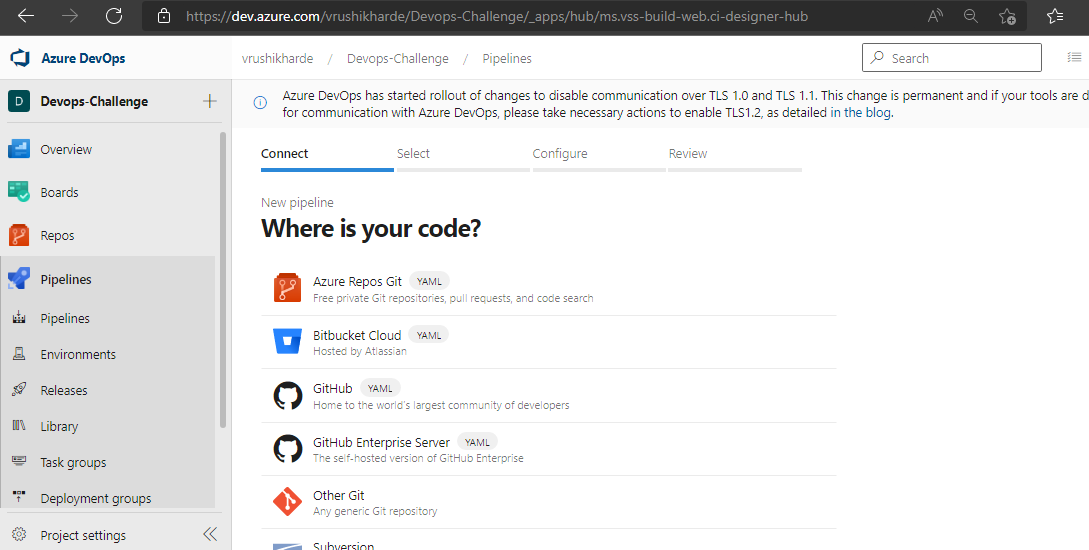 https://dev.azure.com/vrushikharde/Devops-Challenge/_apps/hub/ms.vss-build-web.ci-designer-hub
Azure DevOps
vrushikharde / Devops-Challenge / Pipelines
Search
D Devops-Challenge
Azure DevOps has started rollout of changes to disable communication over TLS 1.0 and TLS 1.1. This change is permanent and if your tools are d
for communication with Azure DevOps, please take necessary actions to enable TLS1.2, as detailed in the blog.
Overview
Boards
Repos
Pipelines
Pipelines
Environments
Releases
Library
Task groups
Deployment groups
Project settings
Connect Select Configure Review
New pipeline
Where is your code?
Azure Repos Git YAML
Free private Git repositories, pull requests, and code search
Bitbucket Cloud YAML
Hosted by Atlassian
GitHub YAML
Home to the world's largest community of developers
GitHub Enterprise Server YAML
The self-hosted version of GitHub Enterprise
Other Git
Any generic Git repository
Subversion